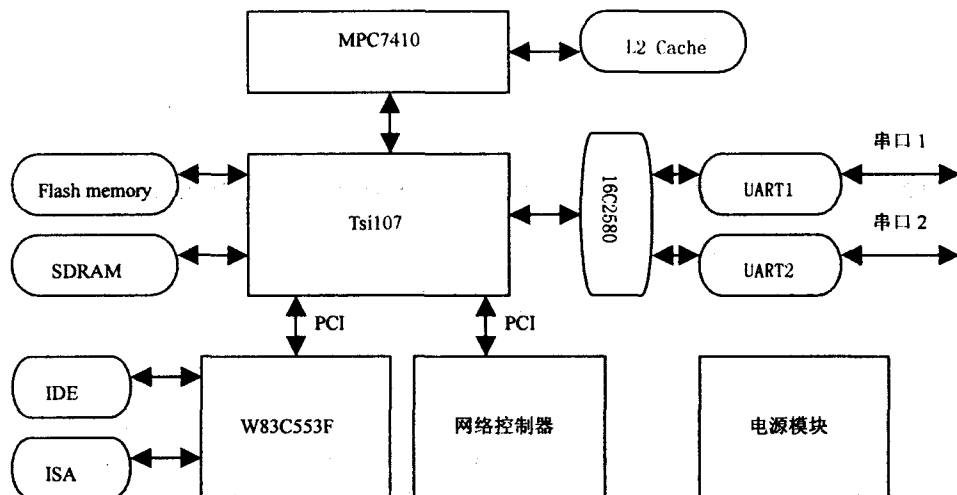 MPC7410
L2 Cache
串口 1
Flash memory
Tsi107
16C2580
UART1
串口 2
SDRAM
UART2
PCI
PCI
IDE
W83C553F
网络控制器
电源模块
ISA